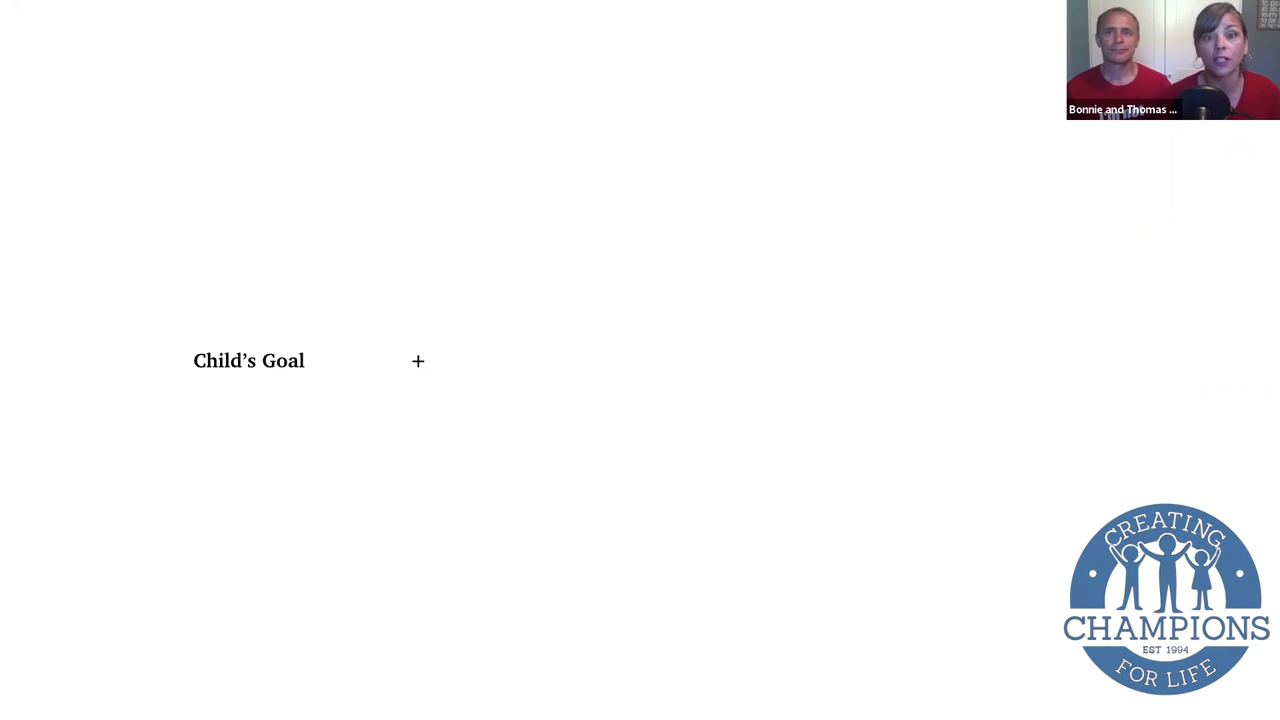 Bonnie and Thomas ...
Child’s Goal +
CREATING
CHAMPIONS
EST 1994
FOR LIFE